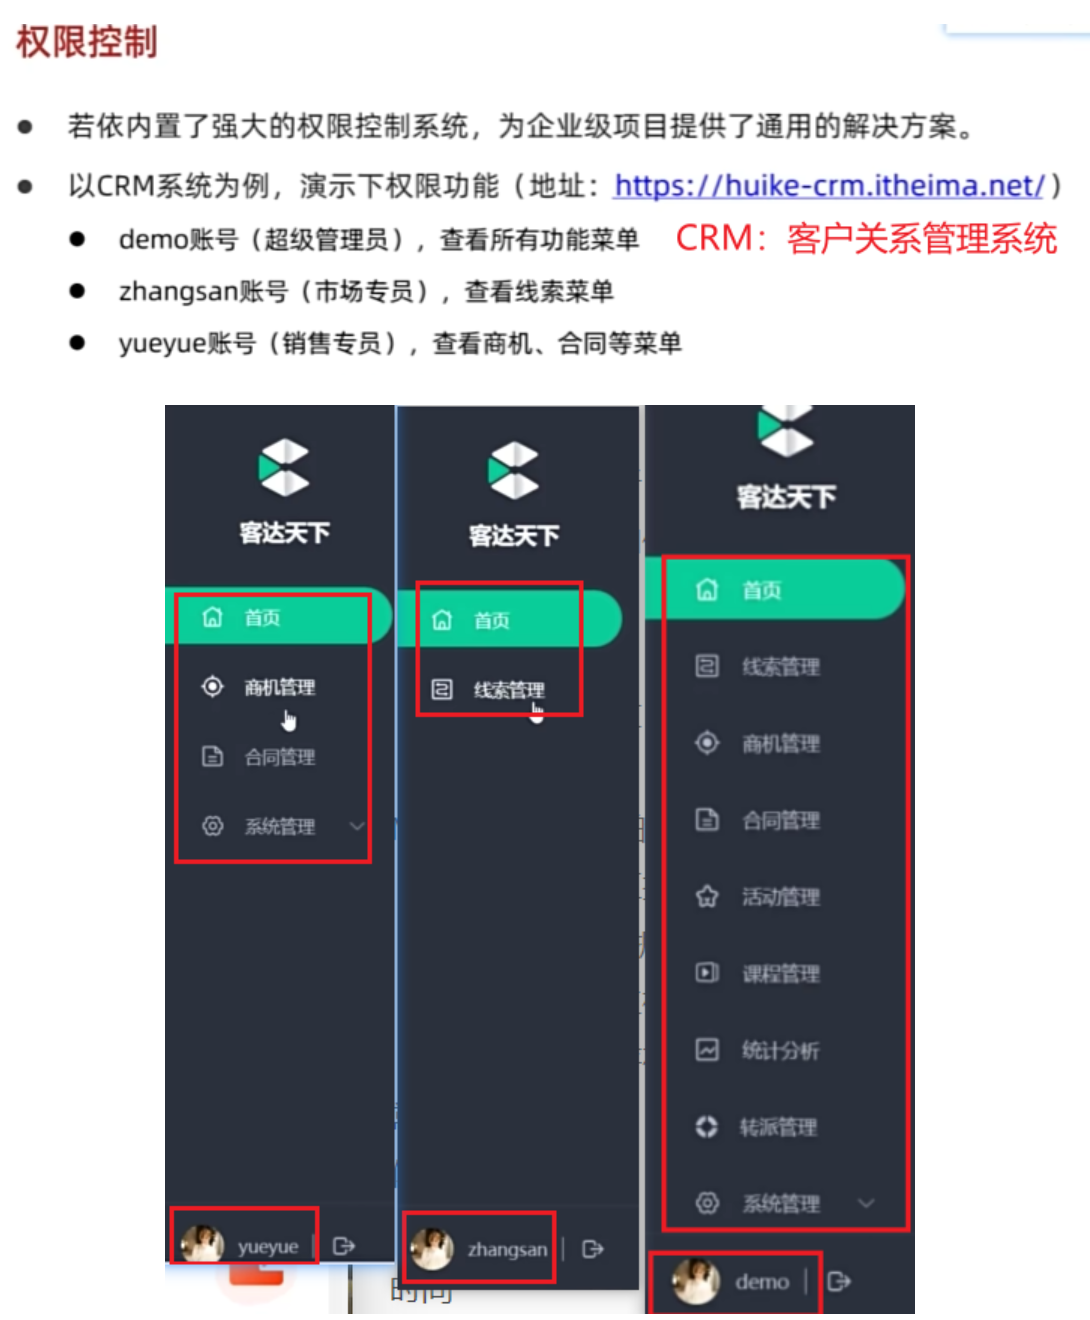 权限控制
若依内置了强大的权限控制系统，为企业级项目提供了通用的解决方案。
以CRM系统为例，演示下权限功能（地址：https://huike-crm.itheima.net/）
demo账号（超级管理员），查看所有功能菜单
CRM：客户关系管理系统
zhangsan账号（市场专员），查看线索菜单
yueyue账号（销售专员），查看商机、合同等菜单
客达天下
首页
商机管理
合同管理
系统管理
yueyue
客达天下
首页
线索管理
zhangsan
客达天下
首页
线索管理
商机管理
合同管理
活动管理
课程管理
统计分析
转派管理
系统管理
demo